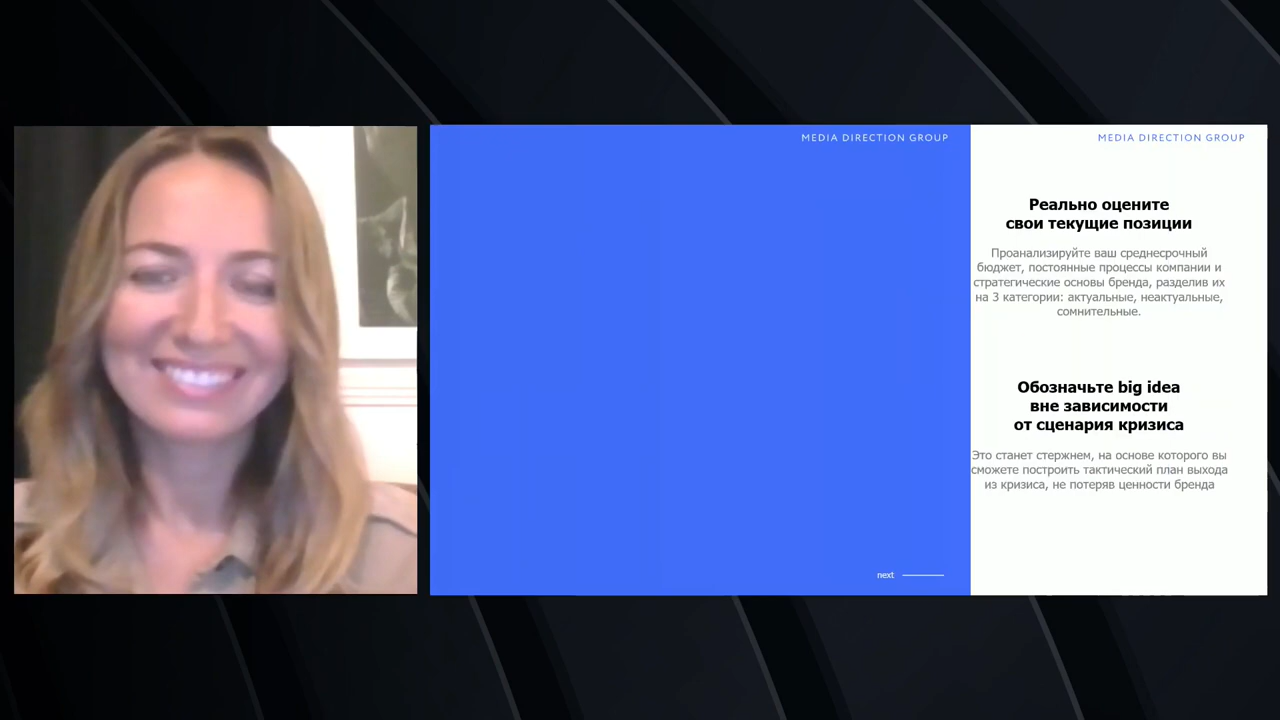 MEDIA DIRECTION GROUP
next
MEDIA DIRECTION GROUP
Реально оцените
свои текущие позиции
Проанализируйте ваш среднесрочный
бюджет, постоянные процессы компании и
стратегические основы бренда, разделив их
на 3 категории: актуальные, неактуальные,
сомнительные.
Обозначьте big idea
вне зависимости
от сценария кризиса
Это станет стержнем, на основе которого вы
сможете построить тактический план выхода
из кризиса, не потеряв ценности бренда